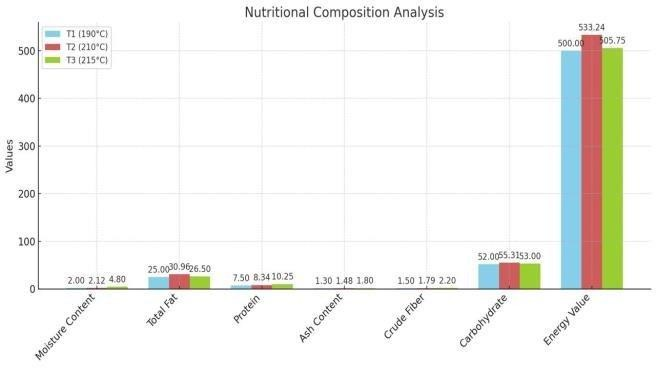 Nutritional Composition Analysis
T1 (190°C)
T2 (210°C)
T3 (215°C)
Values
500
400
300
200
100
0
2.00 2.12 4.80
25.00 30.96 26.50
7.50 8.34 10.25
1.30 1.48 1.80
1.50 1.79 2.20
52.00 55.31 53.00
500.00 533.24 505.75
Moisture Content
Total Fat
Protein
Ash Content
Crude Fiber
Carbohydrate
Energy Value